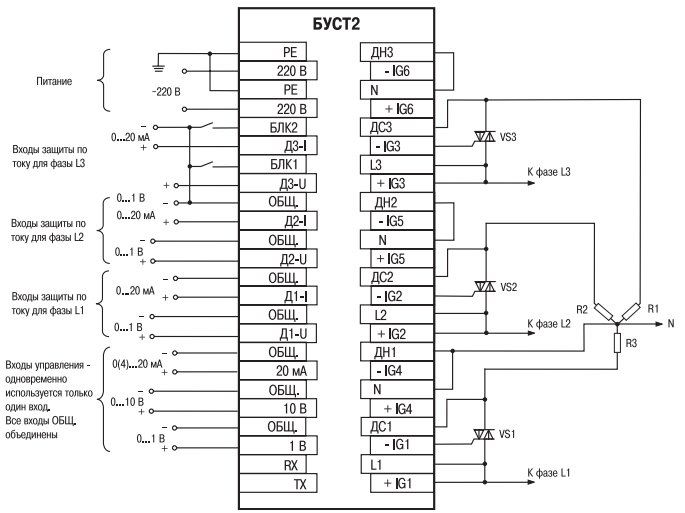 БУСТ2
PE
220 В
PE
220 В
БЛК2
Д3-I
БЛК1
Д3-U
ОБЩ.
Д2-I
ОБЩ.
Д2-U
ОБЩ.
Д1-I
ОБЩ.
Д1-U
ОБЩ.
20 мА
ОБЩ.
10 В
ОБЩ.
1 В
RX
TX
ДН3
- IG6
N
+ IG6
ДС3
- IG3
L3
+ IG3
ДН2
- IG5
N
+ IG5
ДС2
- IG2
L2
+ IG2
ДН1
- IG4
N
+ IG4
ДС1
- IG1
L1
+ IG1
Питание
~220 В
Входы защиты по
току для фазы L3
-
0...20 мА
+
+
0...1 В
-
Входы защиты по
току для фазы L2
0...20 мА
+
-
0...1 В
+
Входы защиты по
току для фазы L1
-
0...20 мА
+
-
0...1 В
+
Входы управления -
одновременно
используется только
один вход.
Все входы ОБЩ.
объединены
-
0(4)...20 мА
+
-
0...10 В
+
-
0...1 В
+
VS3
К фазе L3
VS2
К фазе L2
R2
R1
N
R3
VS1
К фазе L1